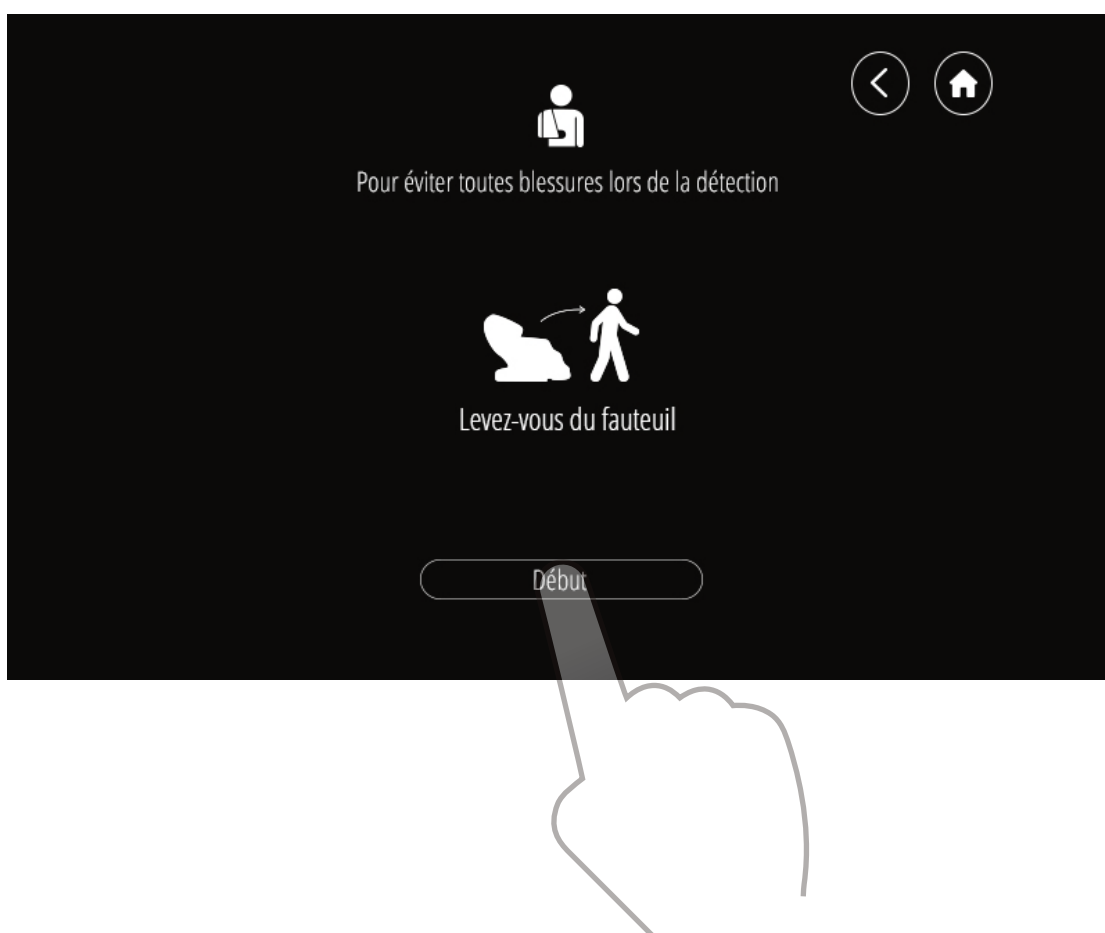 Pour éviter toutes blessures lors de la détection
Levez-vous du fauteuil
Début